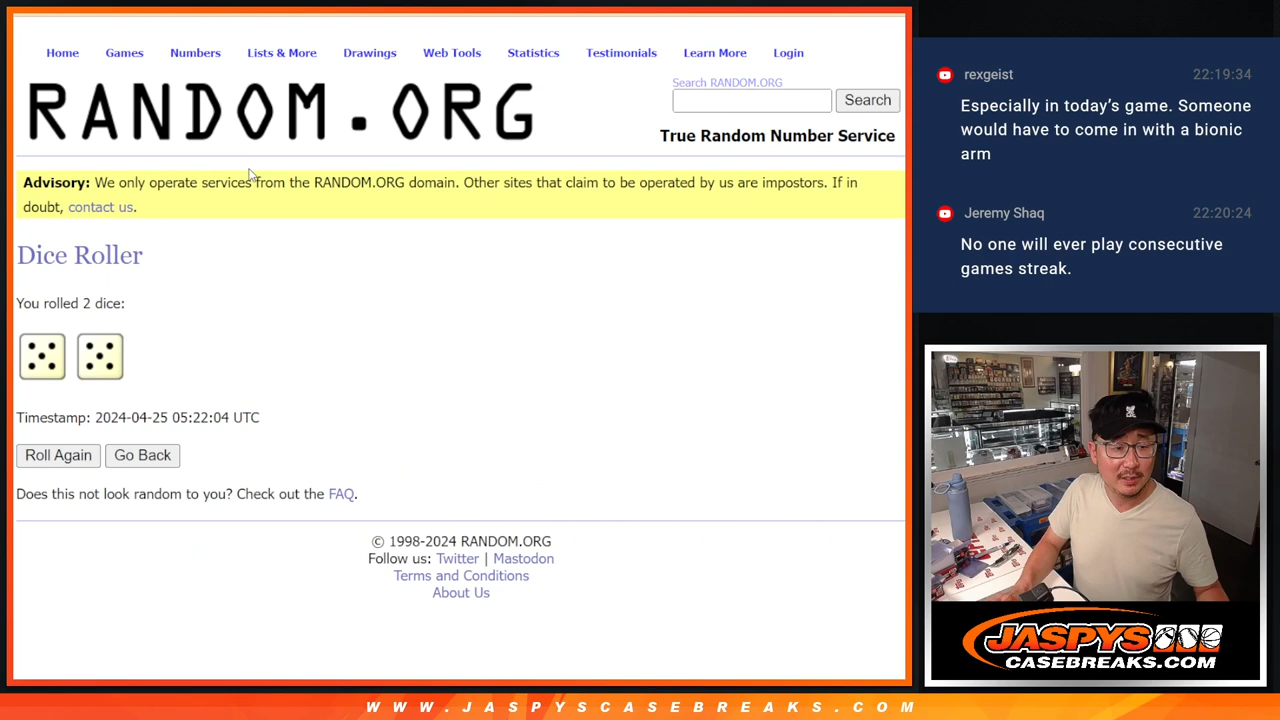 Home Games Numbers Lists & More Drawings Web Tools Statistics Testimonials Learn More Login
RANDOM.ORG
Search RANDOM.ORG
Search
True Random Number Service
Advisory: We only operate services from the RANDOM.ORG domain. Other sites that claim to be operated by us are impostors. If in
doubt, contact us.
Dice Roller
You rolled 2 dice:
Timestamp: 2024-04-25 05:22:04 UTC
Roll Again Go Back
Does this not look random to you? Check out the FAQ.
© 1998-2024 RANDOM.ORG
Follow us: Twitter | Mastodon
Terms and Conditions
About Us
rexgeist 22:19:34
Especially in today’s game. Someone
would have to come in with a bionic
arm
Jeremy Shaq 22:20:24
No one will ever play consecutive
games streak.
JASPYS
CASEBREAKS.COM
WWW.JASPYSCASEBREAKS.COM